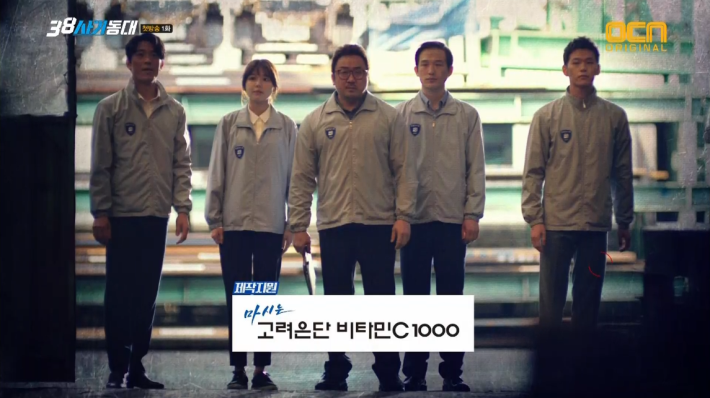 38사기동대
첫방송 1화
OCN
ORIGINAL
제작지원
마시는
고려은단 비타민C 1000